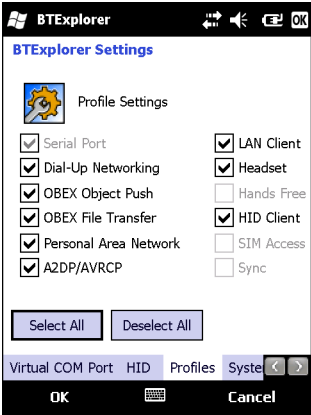 BTExplorer OK
BTExplorer Settings
Profile Settings
Serial Port LAN Client
Dial-Up Networking Headset
OBEX Object Push Hands Free
OBEX File Transfer HID Client
Personal Area Network SIM Access
A2DP/AVRCP Sync
Select All Deselect All
Virtual COM Port HID Profiles Syste
OK Cancel